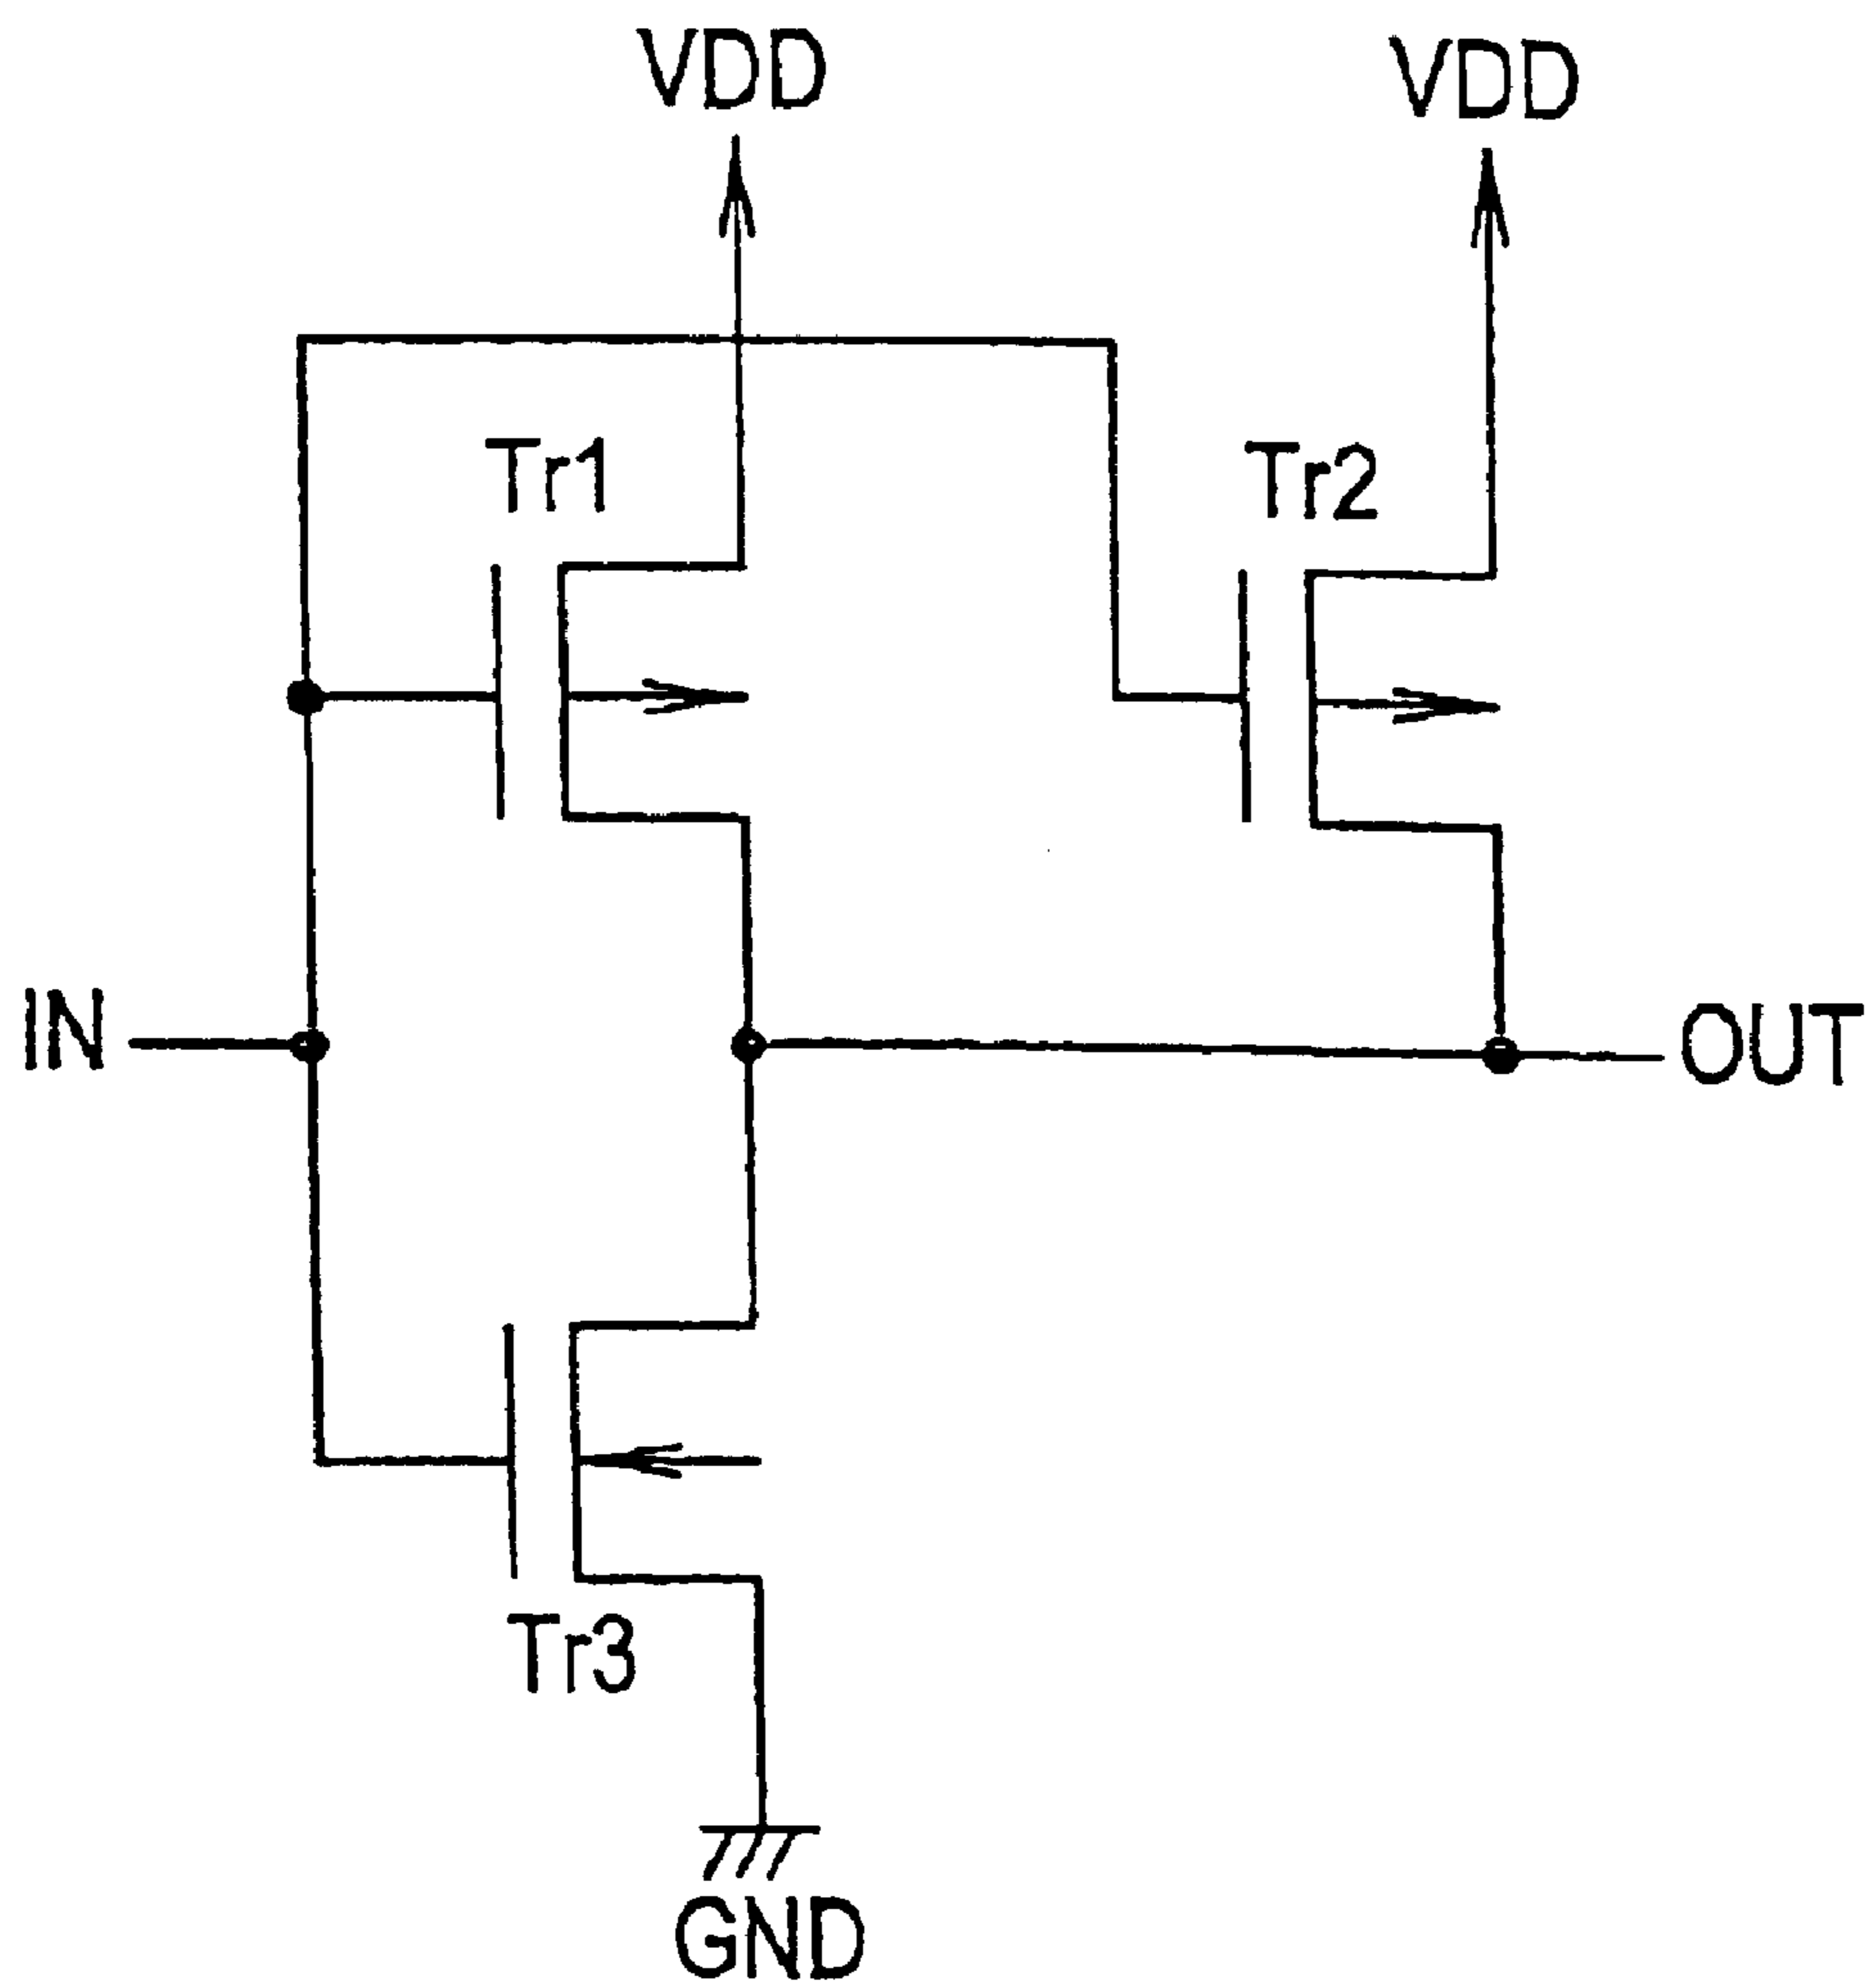 VDD
VDD
Tr1
Tr2
IN
OUT
Tr3
GND